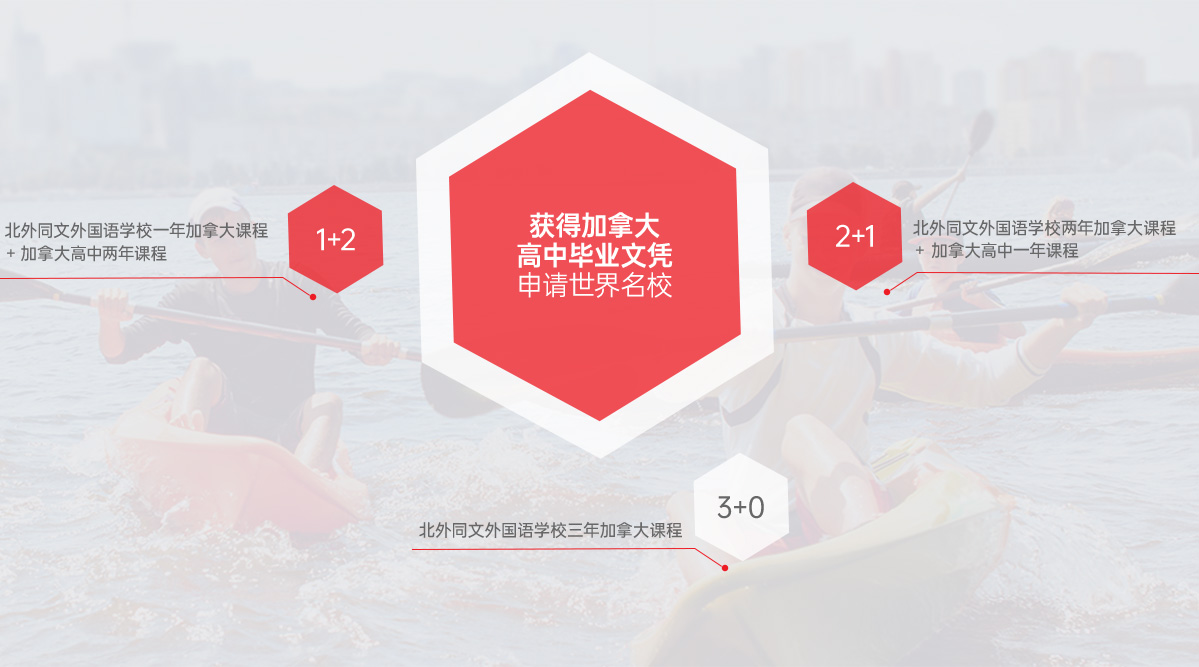 获得加拿大
高中毕业文凭
申请世界名校
1+2
北外同文外国语学校一年加拿大课程
+ 加拿大高中两年课程
2+1
北外同文外国语学校两年加拿大课程
+ 加拿大高中一年课程
3+0
北外同文外国语学校三年加拿大课程